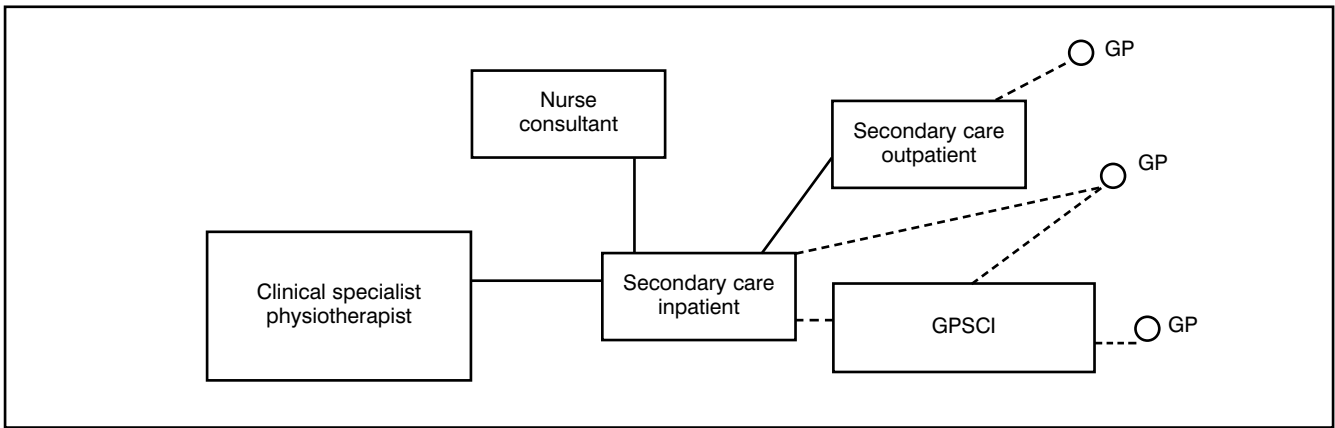 GP
Nurse
consultant
Secondary care
outpatient
GP
Clinical specialist
physiotherapist
Secondary care
inpatient
GPSCI
GP